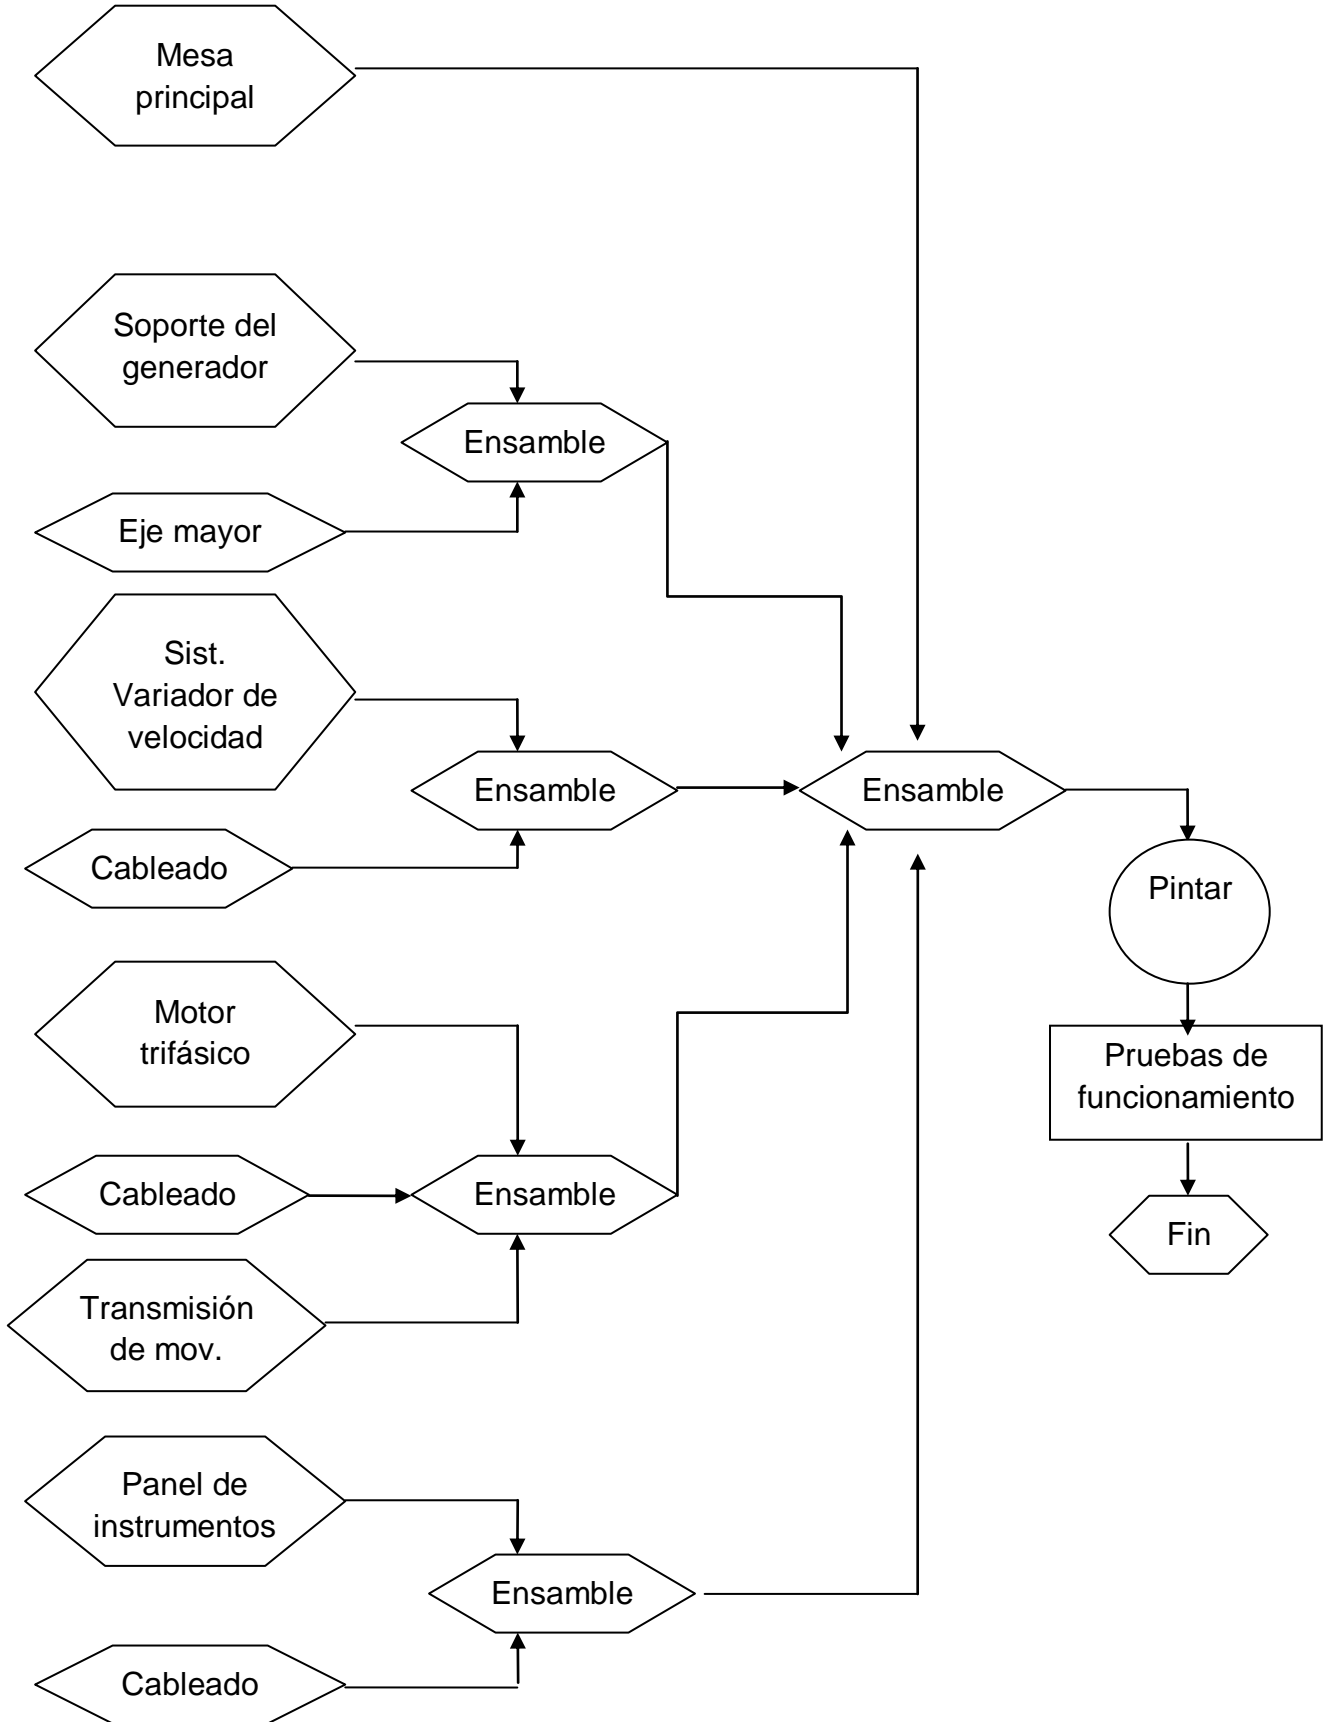 Mesa
principal
Soporte del
generador
Ensamble
Eje mayor
Sist.
Variador de
velocidad
Ensamble
Ensamble
Cableado
Pintar
Motor
trifásico
Pruebas de
funcionamiento
Cableado
Ensamble
Fin
Transmisión
de mov.
Panel de
instrumentos
Ensamble
Cableado